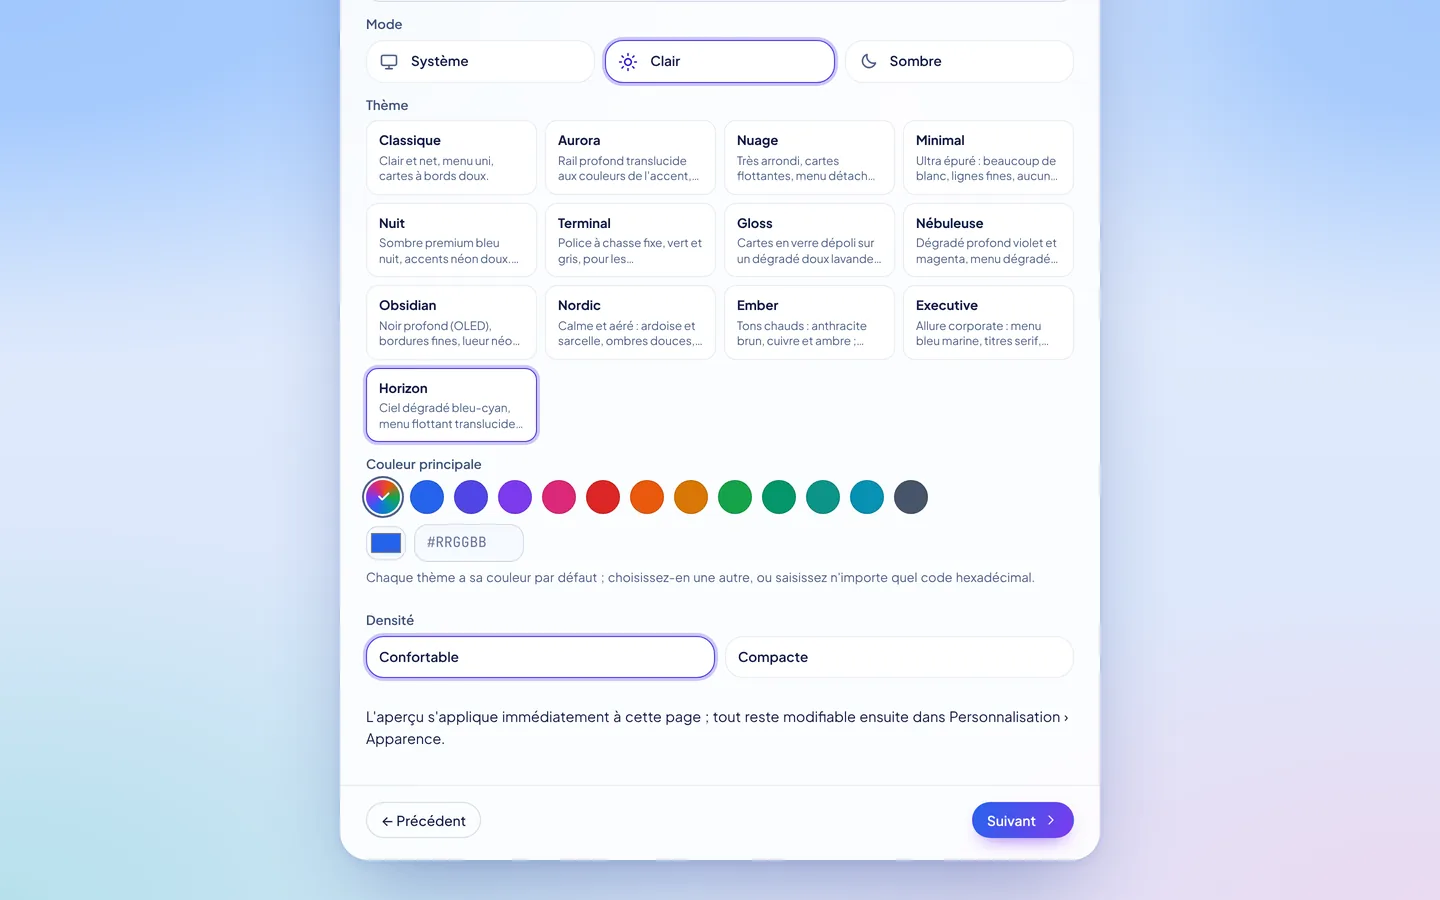 Mode
Système
Clair
Sombre
Thème
Classique
Clair et net, menu uni,
cartes à bords doux.
Aurora
Rail profond translucide
aux couleurs de l'accent,…
Nuage
Très arrondi, cartes
flottantes, menu détach…
Minimal
Ultra épuré : beaucoup de
blanc, lignes fines, aucun…
Nuit
Sombre premium bleu
nuit, accents néon doux.…
Terminal
Police à chasse fixe, vert et
gris, pour les…
Gloss
Cartes en verre dépoli sur
un dégradé doux lavande…
Nébuleuse
Dégradé profond violet et
magenta, menu dégradé…
Obsidian
Noir profond (OLED),
bordures fines, lueur néo…
Nordic
Calme et aéré : ardoise et
sarcelle, ombres douces,…
Ember
Tons chauds : anthracite
brun, cuivre et ambre ;…
Executive
Allure corporate : menu
bleu marine, titres serif,…
Horizon
Ciel dégradé bleu-cyan,
menu flottant translucide…
Couleur principale
#RRGGBB
Chaque thème a sa couleur par défaut ; choisissez-en une autre, ou saisissez n'importe quel code hexadécimal.
Densité
Confortable
Compacte
L'aperçu s'applique immédiatement à cette page ; tout reste modifiable ensuite dans Personnalisation ›
Apparence.
← Précédent
Suivant